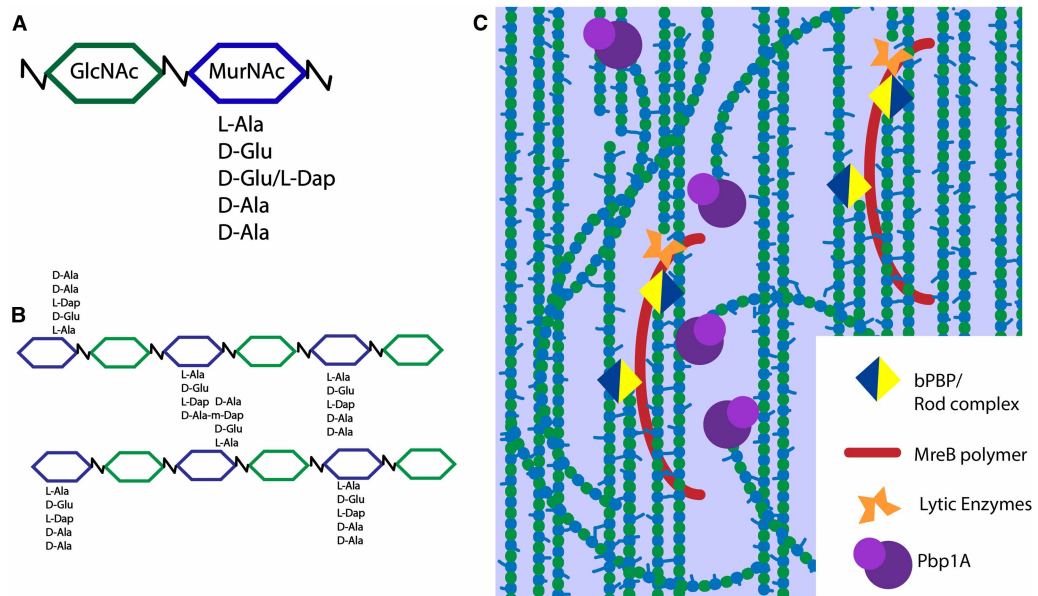 A
GlcNAc
MurNAc
L-Ala
D-Glu
D-Glu/L-Dap
D-Ala
D-Ala
B
D-Ala
D-Ala
L-Dap
D-Glu
L-Ala
L-Ala
D-Glu
L-Dap D-Ala
D-Ala-m-Dap
D-Glu
L-Ala
L-Ala
D-Glu
L-Dap
D-Ala
D-Ala
L-Ala
D-Glu
L-Dap
D-Ala
D-Ala
L-Ala
D-Glu
L-Dap
D-Ala
D-Ala
C
bPBP/
Rod complex
MreB polymer
Lytic Enzymes
Pbp1A